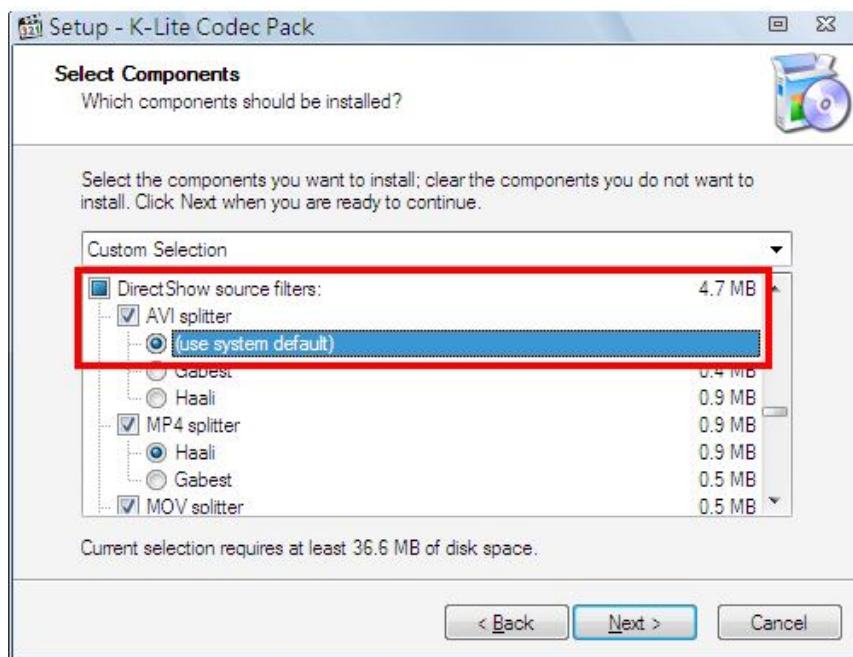 Setup - K-Lite Codec Pack
Select Components
Which components should be installed?
Select the components you want to install; clear the components you do not want to
install. Click Next when you are ready to continue.
Custom Selection
DirectShow source filters: 4.7 MB
AVI splitter
(use system default)
Gabest 0.4 MB
Haali 0.9 MB
MP4 splitter 0.9 MB
Haali 0.9 MB
Gabest 0.5 MB
MOV splitter 0.5 MB
Current selection requires at least 36.6 MB of disk space.
< Back Next > Cancel